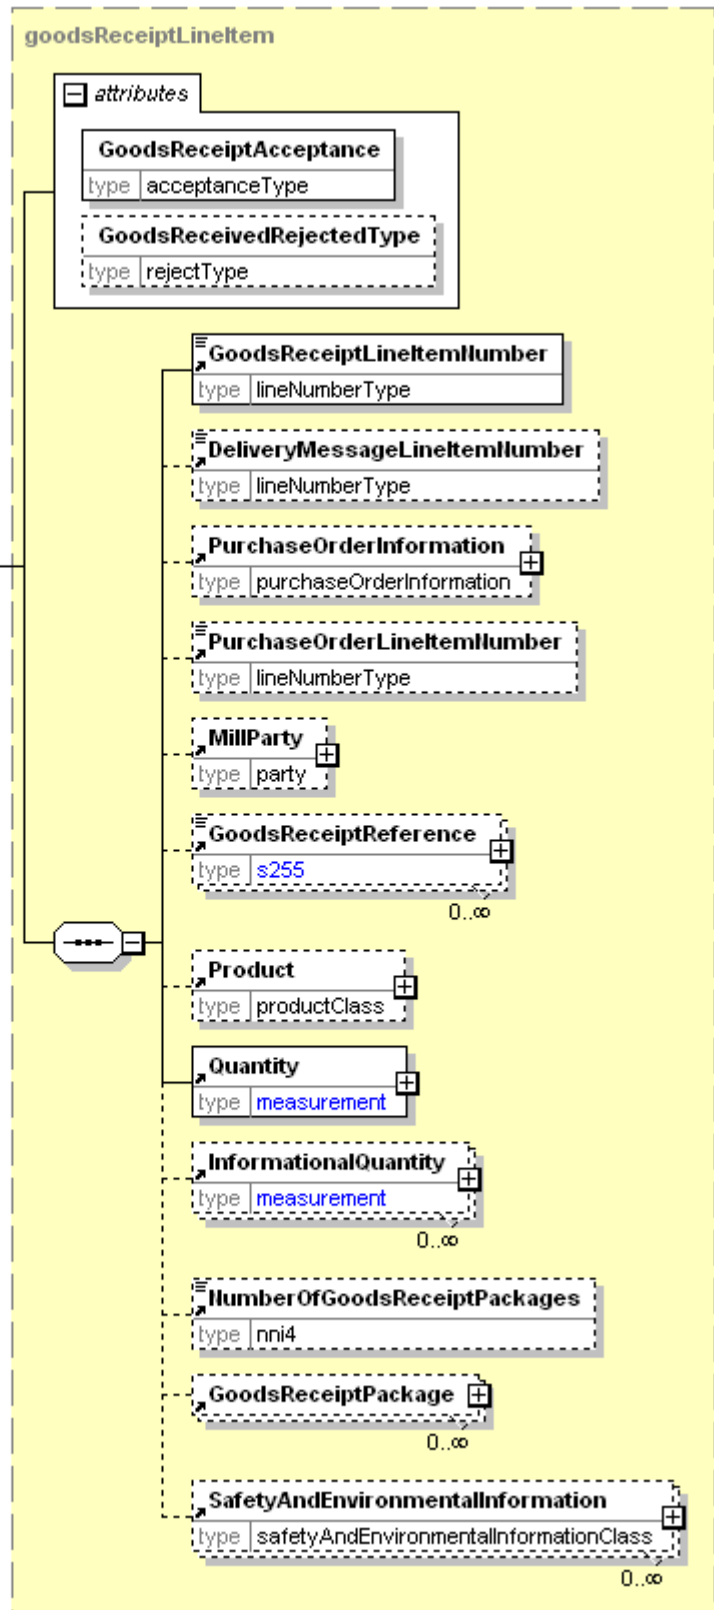 goodsReceiptLineItem
attributes
GoodsReceiptAcceptance
type acceptanceType
GoodsReceivedRejectedType
type rejectType
GoodsReceiptLineItemNumber
type lineNumberType
DeliveryMessageLineItemNumber
type lineNumberType
PurchaseOrderInformation
type purchaseOrderInformation
PurchaseOrderLineItemNumber
type lineNumberType
MillParty
type party
GoodsReceiptReference
type s255
0..∞
Product
type productClass
Quantity
type measurement
InformationalQuantity
type measurement
0..∞
NumberOfGoodsReceiptPackages
type nni4
GoodsReceiptPackage
0..∞
SafetyAndEnvironmentalInformation
type safetyAndEnvironmentalInformationClass
0..∞